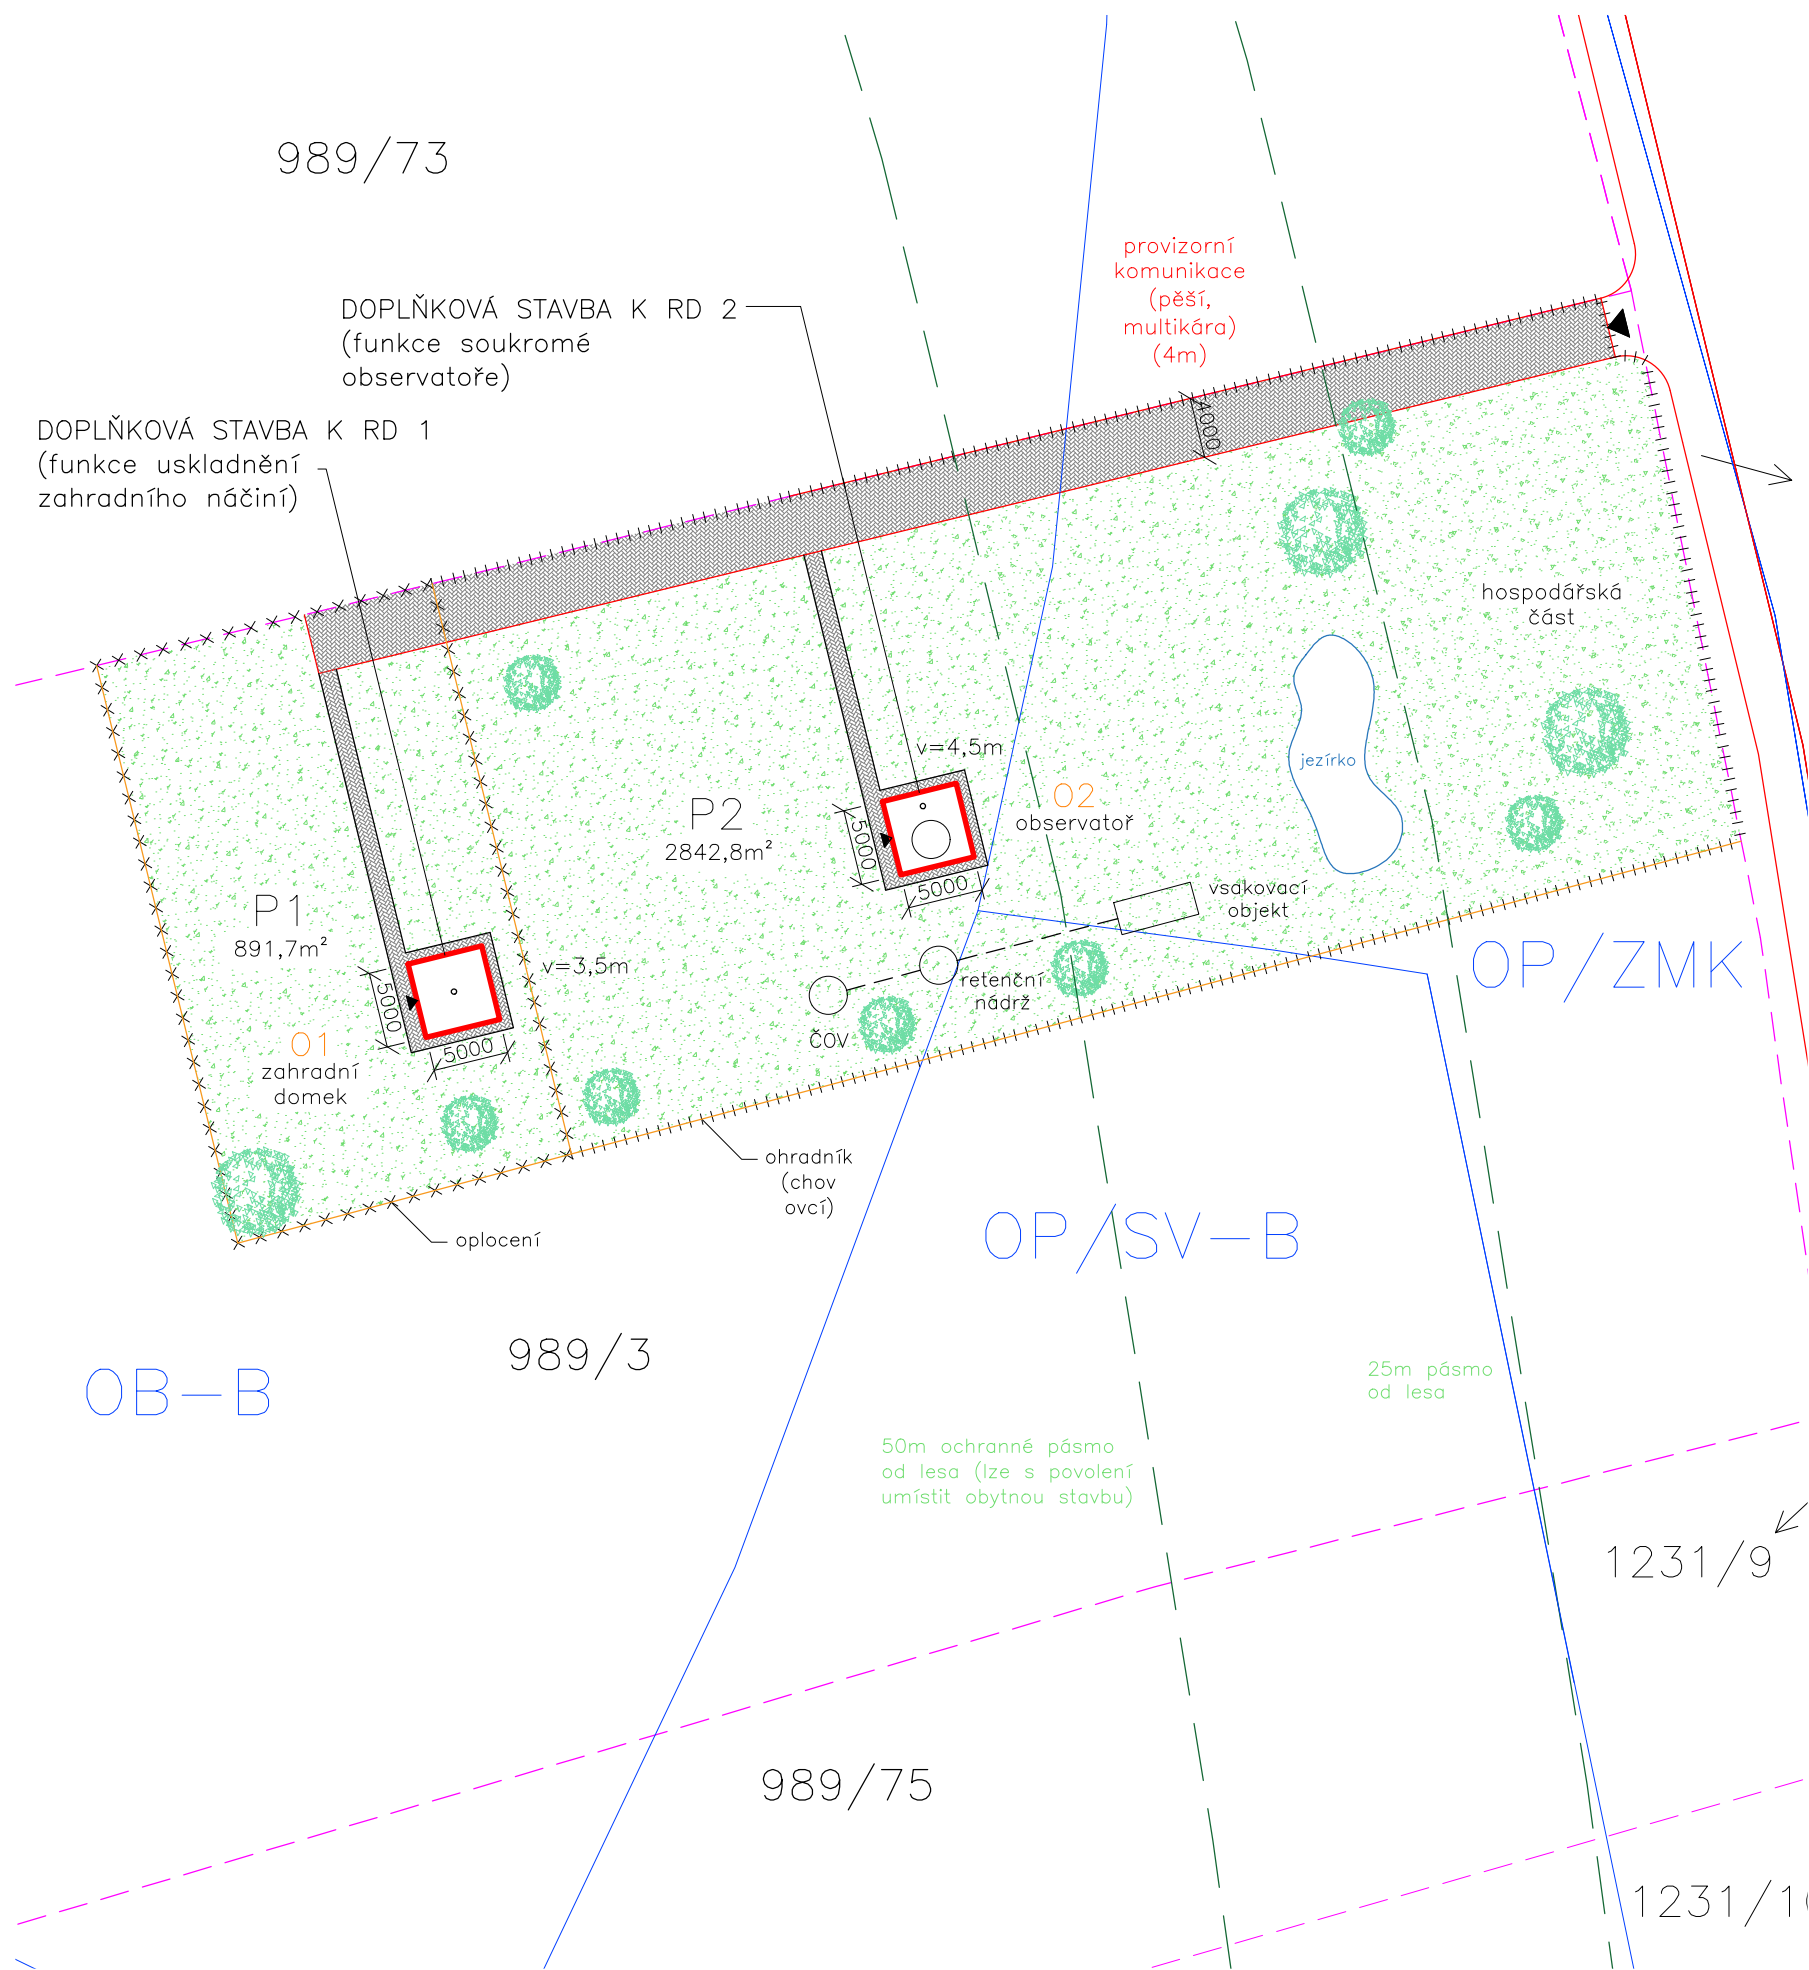 989/73
provizorní
komunikace
(pěší,
multikára)
(4m)
DOPLŇKOVÁ STAVBA K RD 2
(funkce soukromé
observatoře)
DOPLŇKOVÁ STAVBA K RD 1
(funkce uskladnění
zahradního náčiní)
4000
hospodářská
část
v=4,5m
jezírko
P2
2842,8m²
O2
observatoř
5000
5000
vsakovací
objekt
P1
891,7m²
v=3,5m
OP/ZMK
retenční
nádrž
ČOV
5000
5000
O1
zahradní
domek
ohradník
(chov
ovcí)
oplocení
OP/SV-B
989/3
OB-B
25m pásmo
od lesa
50m ochranné pásmo
od lesa (lze s povolení
umístit obytnou stavbu)
1231/9
989/75